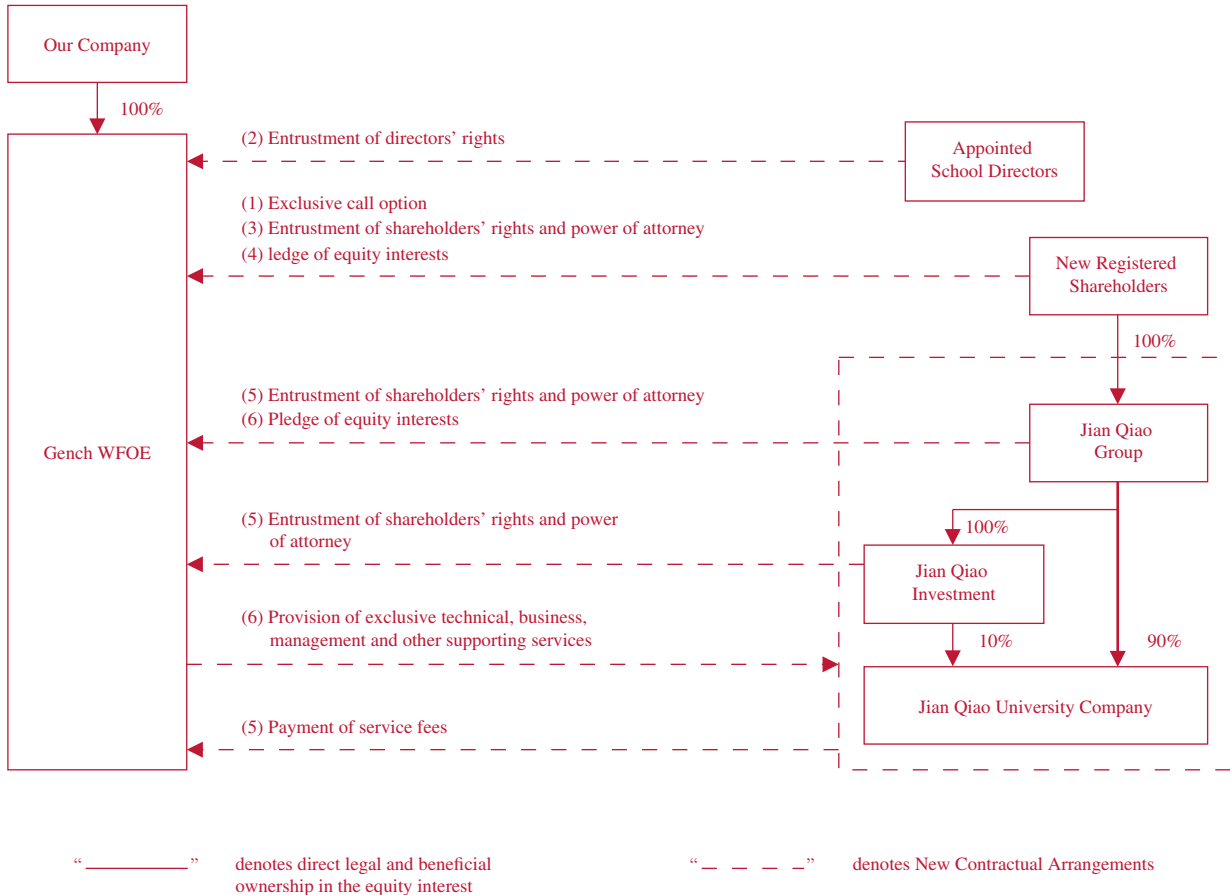 Our Company
100%
(2) Entrustment of directors’ rights
Appointed
School Directors
(1) Exclusive call option
(3) Entrustment of shareholders’ rights and power of attorney
(4) ledge of equity interests
New Registered
Shareholders
100%
(5) Entrustment of shareholders’ rights and power of attorney
(6) Pledge of equity interests
Gench WFOE
Jian Qiao
Group
(5) Entrustment of shareholders’ rights and power
of attorney
100%
Jian Qiao
Investment
(6) Provision of exclusive technical, business,
management and other supporting services
10%
90%
Jian Qiao University Company
(5) Payment of service fees
“ ” denotes direct legal and beneficial
ownership in the equity interest
“ ” denotes New Contractual Arrangements